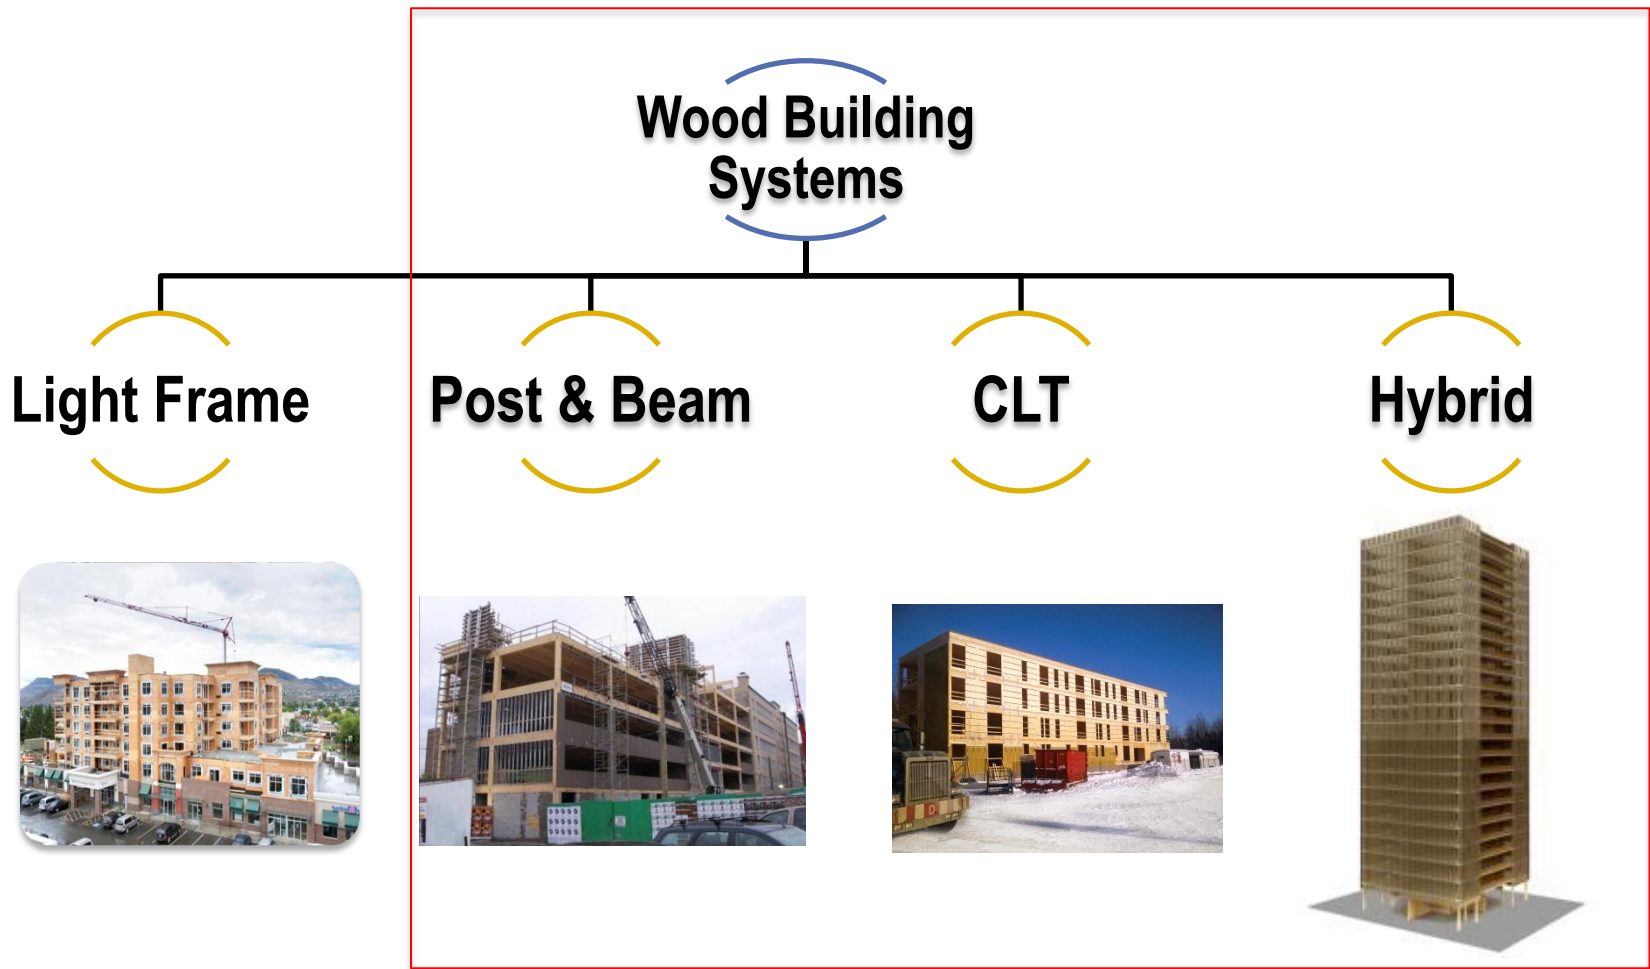 Wood Building
Systems
Light Frame
Post & Beam
CLT
Hybrid
D